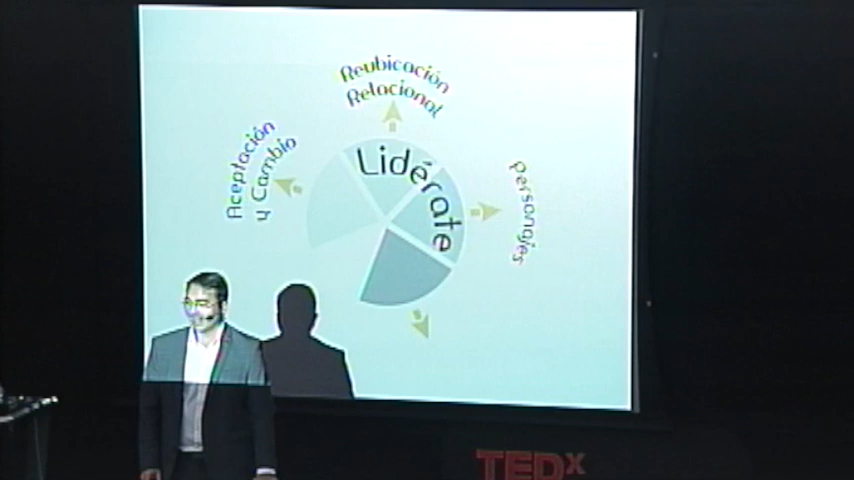 Reubicación
Relacional
Aceptación
y Cambio
Lidérate
Personajes
TEDx